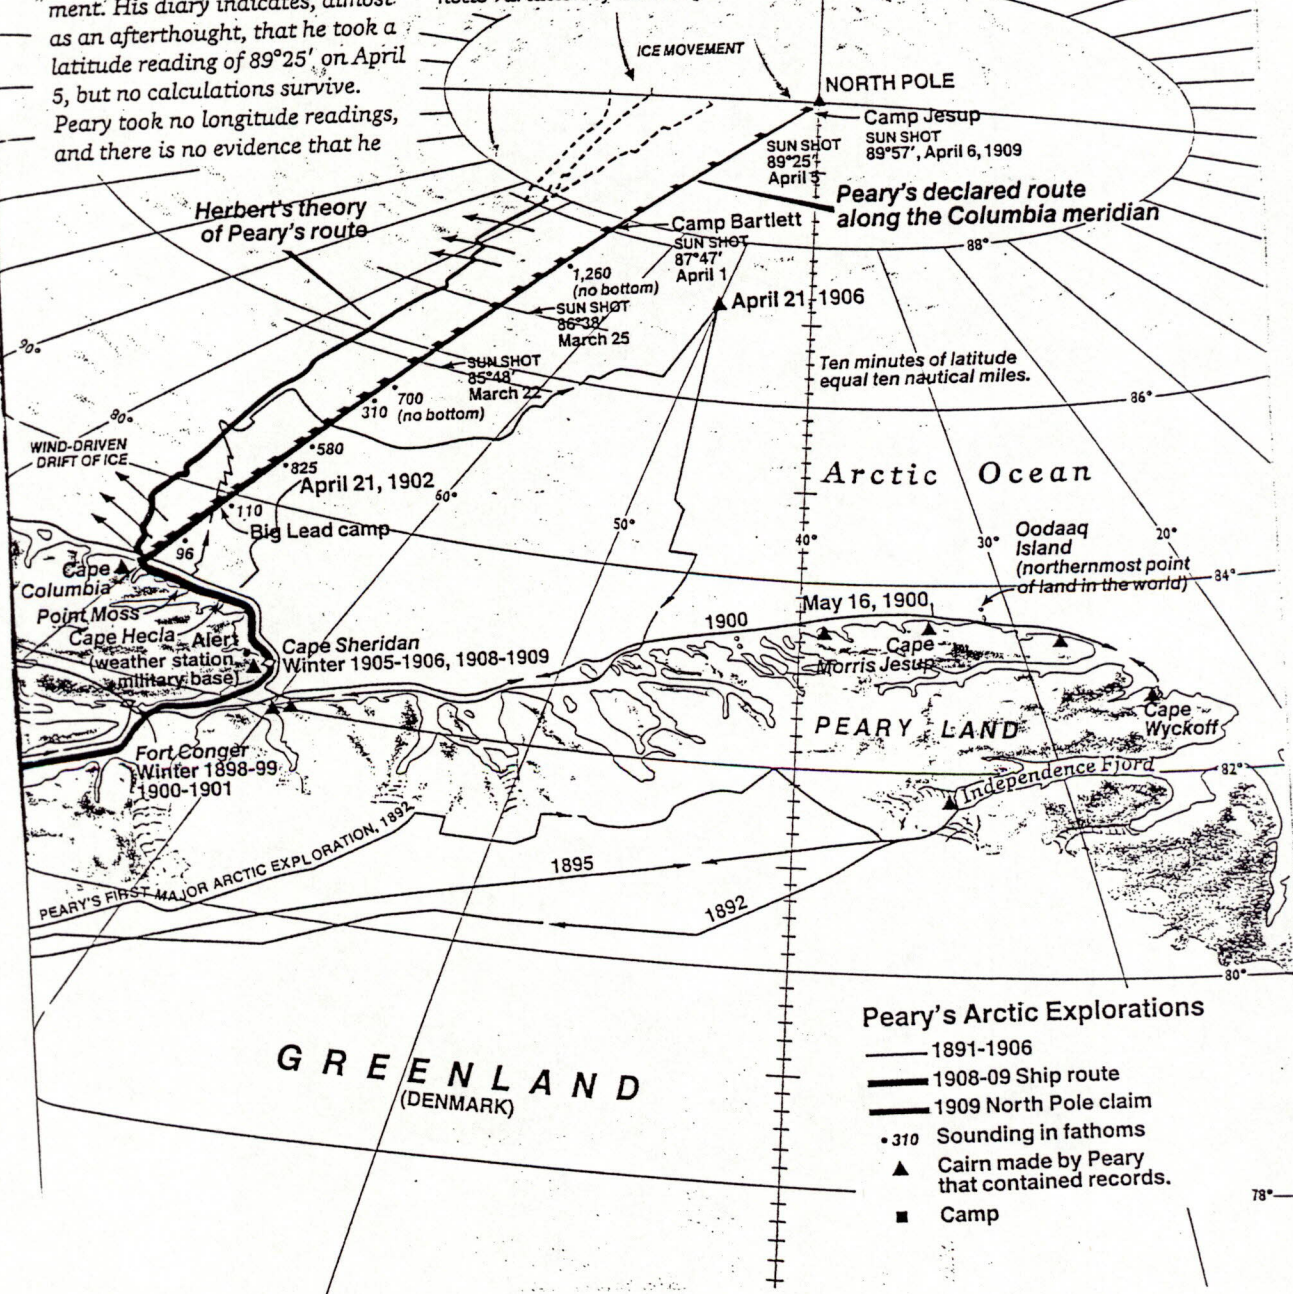 ment. His diary indicates, almost
as an afterthought, that he took a
latitude reading of 89°25′ on April
5, but no calculations survive.
Peary took no longitude readings,
and there is no evidence that he
ICE MOVEMENT
NORTH POLE
Camp Jesup
SUN SHOT
89°57′, April 6, 1909
SUN SHOT
89°25′
April 5
Peary's declared route
along the Columbia meridian
Herbert's theory
of Peary's route
Camp Bartlett
SUN SHOT
87°47′
April 1
88°
1,260
(no bottom)
April 21, 1906
SUN SHOT
86°38′
March 25
90°
SUN SHOT
85°48′
March 22
Ten minutes of latitude
equal ten nautical miles.
86°
700
(no bottom)
310
80°
WIND-DRIVEN
DRIFT OF ICE
580
825
April 21, 1902
60°
Arctic Ocean
110
Big Lead camp
50°
40°
30°
20°
Oodaaq
Island
(northernmost point
of land in the world)
96
84°
Cape
Columbia
Point Moss
Cape Hecla
Alert
(weather station,
military base)
Cape Sheridan
Winter 1905-1906, 1908-1909
1900
May 16, 1900
Cape
Morris Jesup
PEARY LAND
Cape
Wyckoff
Fort Conger
Winter 1898-99
1900-1901
Independence Fjord
82°
PEARY'S FIRST MAJOR ARCTIC EXPLORATION, 1892
1895
1892
80°
GREENLAND
(DENMARK)
Peary's Arctic Explorations
1891-1906
1908-09 Ship route
1909 North Pole claim
310 Sounding in fathoms
Cairn made by Peary
that contained records.
Camp
78°